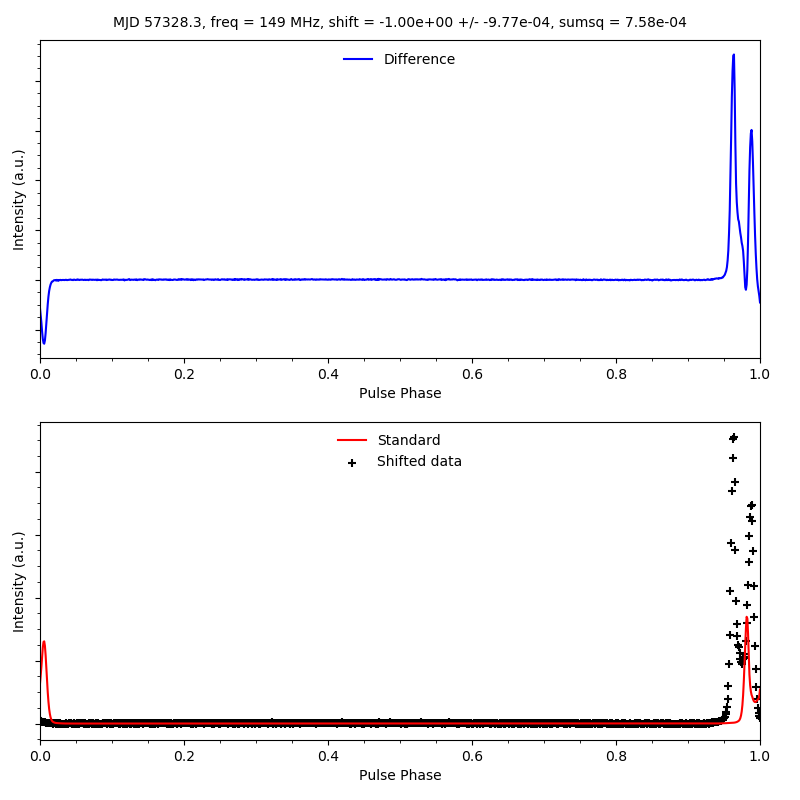 MJD 57328.3, freq = 149 MHz, shift = -1.00e+00 +/- -9.77e-04, sumsq = 7.58e-04
Difference
Intensity (a.u.)
0.0 0.2 0.4 0.6 0.8 1.0
Pulse Phase
Standard
Shifted data
Intensity (a.u.)
0.0 0.2 0.4 0.6 0.8 1.0
Pulse Phase